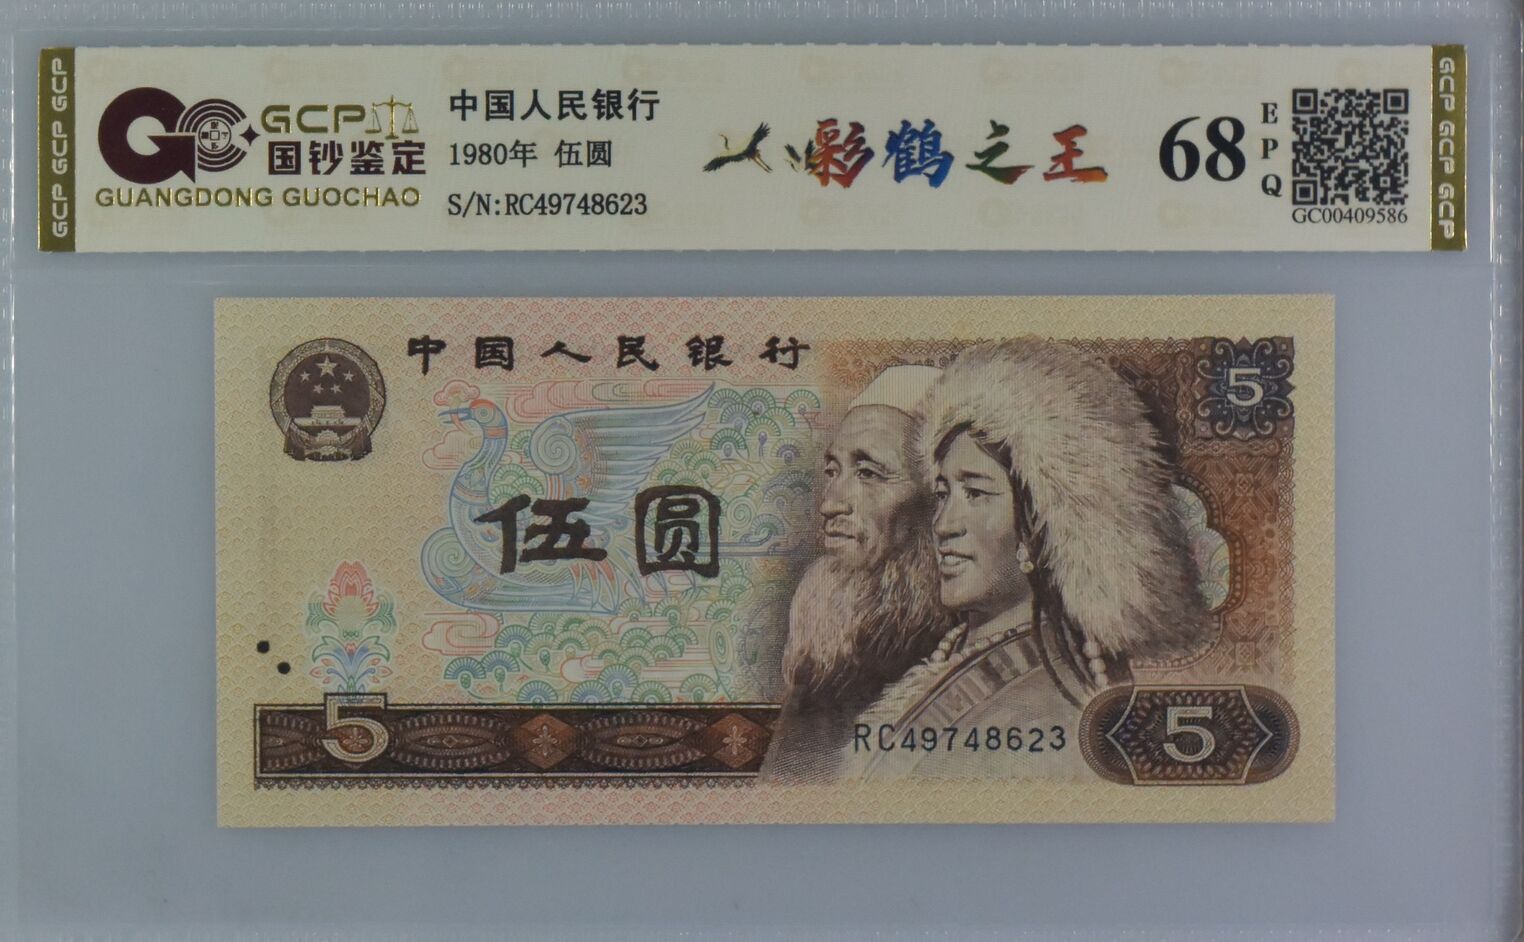 GCP GCP GCP
GCP
国钞鉴定
GUANGDONG GUOCHAO
中国人民银行
1980年 伍圆
S/N:RC49748623
彩鹤之王
68
EPQ
GC00409586
GCP GCP GCP
中国人民银行
5
伍圆
5
RC49748623
5